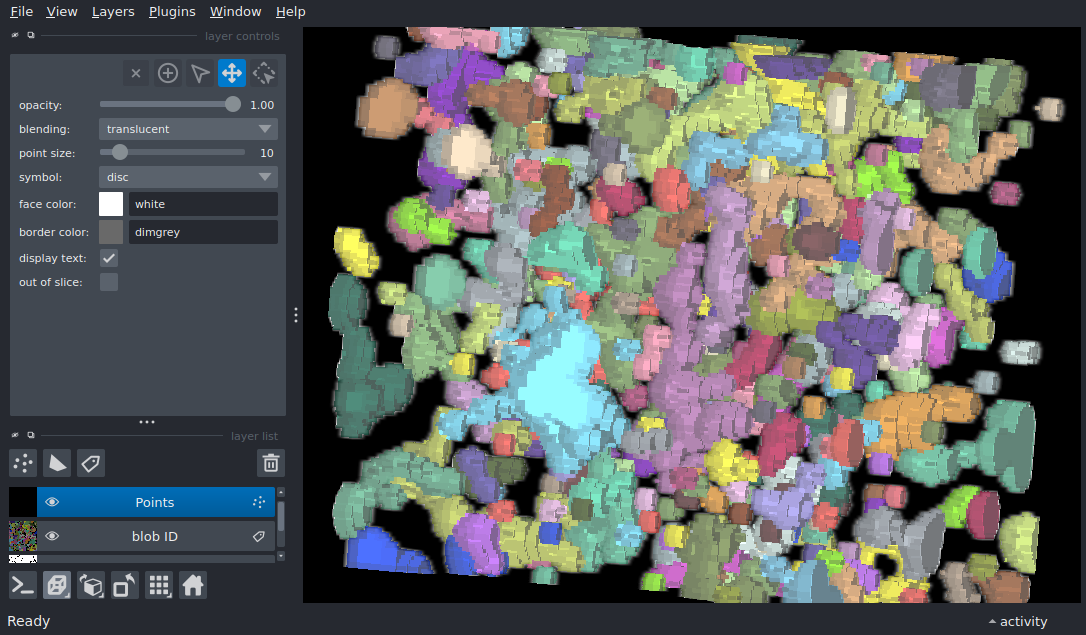 File View Layers Plugins Window Help
layer controls
opacity: 1.00
blending: translucent
point size: 10
symbol: disc
face color: white
border color: dimgrey
display text:
out of slice:
layer list
Points
blob ID
Ready activity